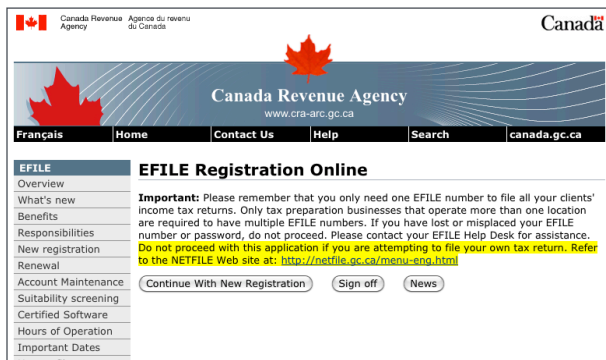 Canada Revenue Agency
Agence du revenu du Canada
Canada
Canada Revenue Agency
www.cra-arc.gc.ca
Français Home Contact Us Help Search canada.gc.ca
EFILE
Overview
What's new
Benefits
Responsibilities
New registration
Renewal
Account Maintenance
Suitability screening
Certified Software
Hours of Operation
Important Dates
EFILE Registration Online
Important: Please remember that you only need one EFILE number to file all your clients'
income tax returns. Only tax preparation businesses that operate more than one location
are required to have multiple EFILE numbers. If you have lost or misplaced your EFILE
number or password, do not proceed. Please contact your EFILE Help Desk for assistance.
Do not proceed with this application if you are attempting to file your own tax return. Refer
to the NETFILE Web site at: http://netfile.gc.ca/menu-eng.html
Continue With New Registration Sign off News